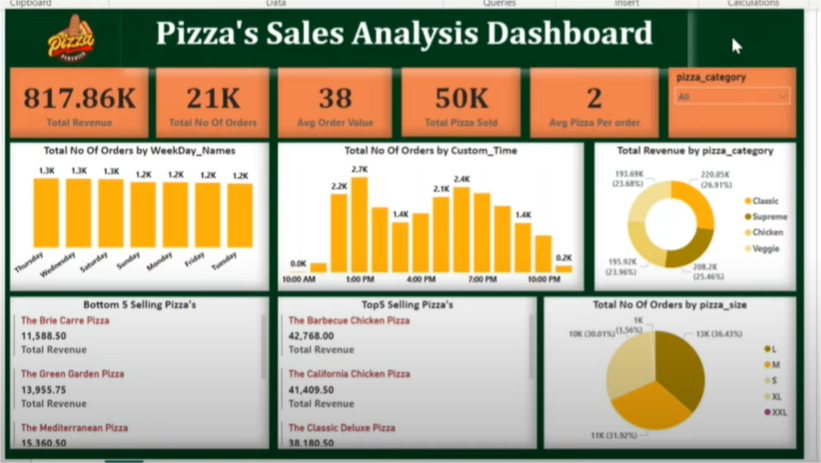 Clipboard
Data
Queries
Insert
Calculations
Pizza
Pizza's Sales Analysis Dashboard
817.86K
Total Revenue
21K
Total No Of Orders
38
Avg Order Value
50K
Total Pizza Sold
2
Avg Pizza Per order
pizza_category
All
Total No Of Orders by WeekDay_Names
1.3K
1.3K
1.3K
1.2K
1.2K
1.2K
1.2K
Thursday
Wednesday
Saturday
Sunday
Monday
Friday
Tuesday
Total No Of Orders by Custom_Time
0.0K
2.2K
2.7K
1.4K
2.1K
2.4K
1.4K
0.2K
10:00 AM
1:00 PM
4:00 PM
7:00 PM
10:00 PM
Total Revenue by pizza_category
193.69K
(23.68%)
220.05K
(26.91%)
195.92K
(23.96%)
208.2K
(25.46%)
Classic
Supreme
Chicken
Veggie
Bottom 5 Selling Pizza's
The Brie Carre Pizza
11,588.50
Total Revenue
The Green Garden Pizza
13,955.75
Total Revenue
The Mediterranean Pizza
15,360.50
Top5 Selling Pizza's
The Barbecue Chicken Pizza
42,768.00
Total Revenue
The California Chicken Pizza
41,409.50
Total Revenue
The Classic Deluxe Pizza
38,180.50
Total No Of Orders by pizza_size
1K
(1.56%)
10K (30.01%)
13K (36.43%)
11K (31.92%)
L
M
S
XL
XXL